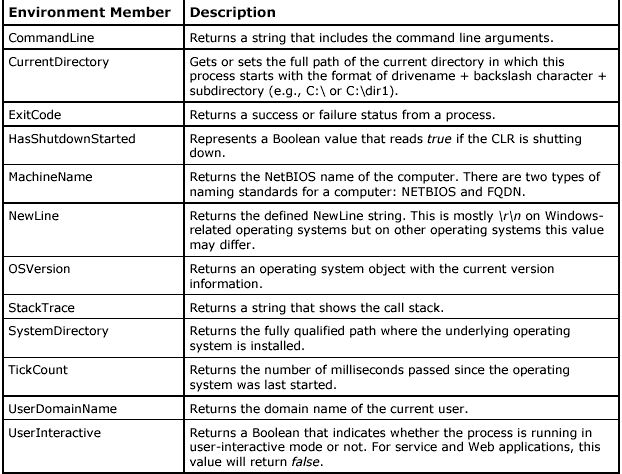 Environment Member Description
CommandLine Returns a string that includes the command line arguments.
CurrentDirectory Gets or sets the full path of the current directory in which this
process starts with the format of drivename + backslash character +
subdirectory (e.g., C:\ or C:\dir1).
ExitCode Returns a success or failure status from a process.
HasShutdownStarted Represents a Boolean value that reads true if the CLR is shutting
down.
MachineName Returns the NetBIOS name of the computer. There are two types of
naming standards for a computer: NETBIOS and FQDN.
NewLine Returns the defined NewLine string. This is mostly \r\n on Windows-
related operating systems but on other operating systems this value
may differ.
OSVersion Returns an operating system object with the current version
information.
StackTrace Returns a string that shows the call stack.
SystemDirectory Returns the fully qualified path where the underlying operating
system is installed.
TickCount Returns the number of milliseconds passed since the operating
system was last started.
UserDomainName Returns the domain name of the current user.
UserInteractive Returns a Boolean that indicates whether the process is running in
user-interactive mode or not. For service and Web applications, this
value will return false.